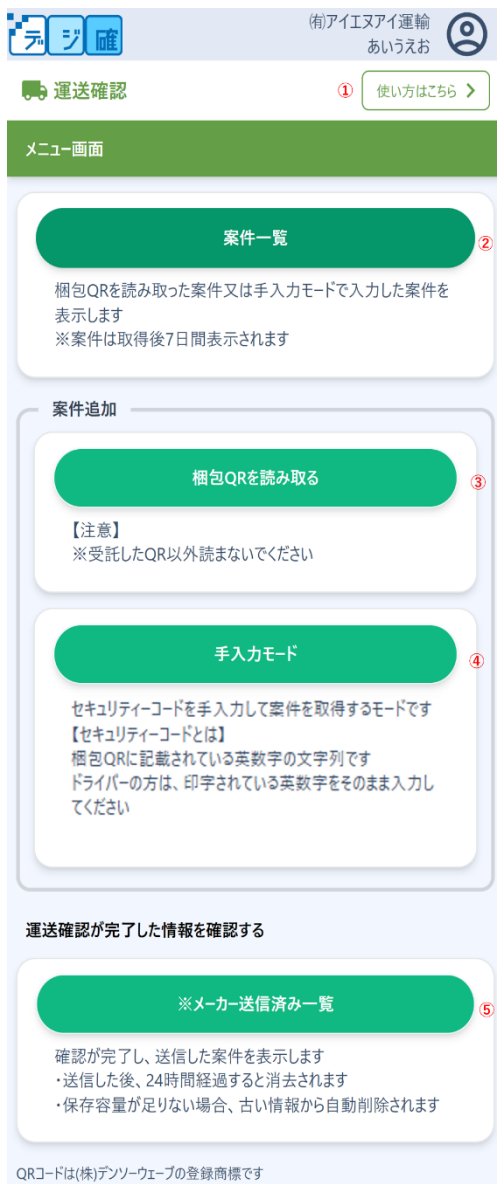 デジ確
㈲アイエヌアイ運輸
あいうえお
運送確認
① 使い方はこちら
メニュー画面
案件一覧
②
梱包QRを読み取った案件又は手入力モードで入力した案件を
表示します
※案件は取得後7日間表示されます
案件追加
梱包QRを読み取る
③
【注意】
※受託したQR以外読まないでください
手入力モード
④
セキュリティーコードを手入力して案件を取得するモードです
【セキュリティーコードとは】
梱包QRに記載されている英数字の文字列です
ドライバーの方は、印字されている英数字をそのまま入力し
てください
運送確認が完了した情報を確認する
※メーカー送信済み一覧
⑤
確認が完了し、送信した案件を表示します
・送信した後、24時間経過すると消去されます
・保存容量が足りない場合、古い情報から自動削除されます
QRコードは(株)デンソーウェーブの登録商標です